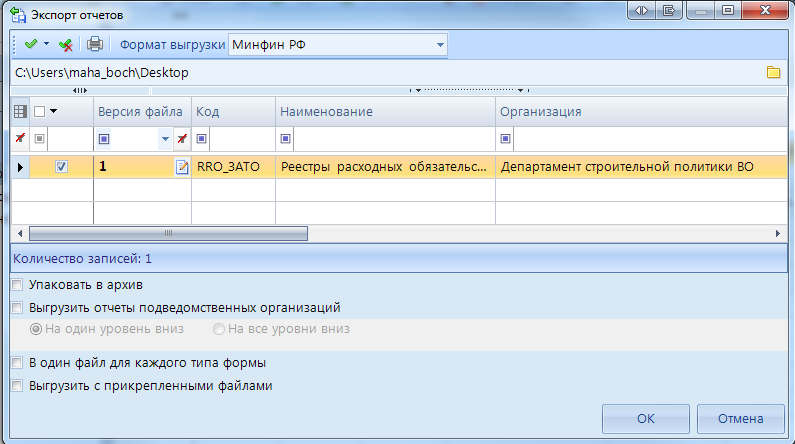 Экспорт отчетов
Формат выгрузки Минфин РФ
C:\Users\maha_boch\Desktop
Версия файла Код Наименование Организация
1 RRO_ЗАТО Реестры расходных обязательс... Департамент строительной политики ВО
Количество записей: 1
Упаковать в архив
Выгрузить отчеты подведомственных организаций
На один уровень вниз На все уровни вниз
В один файл для каждого типа формы
Выгрузить с прикрепленными файлами
ОК Отмена